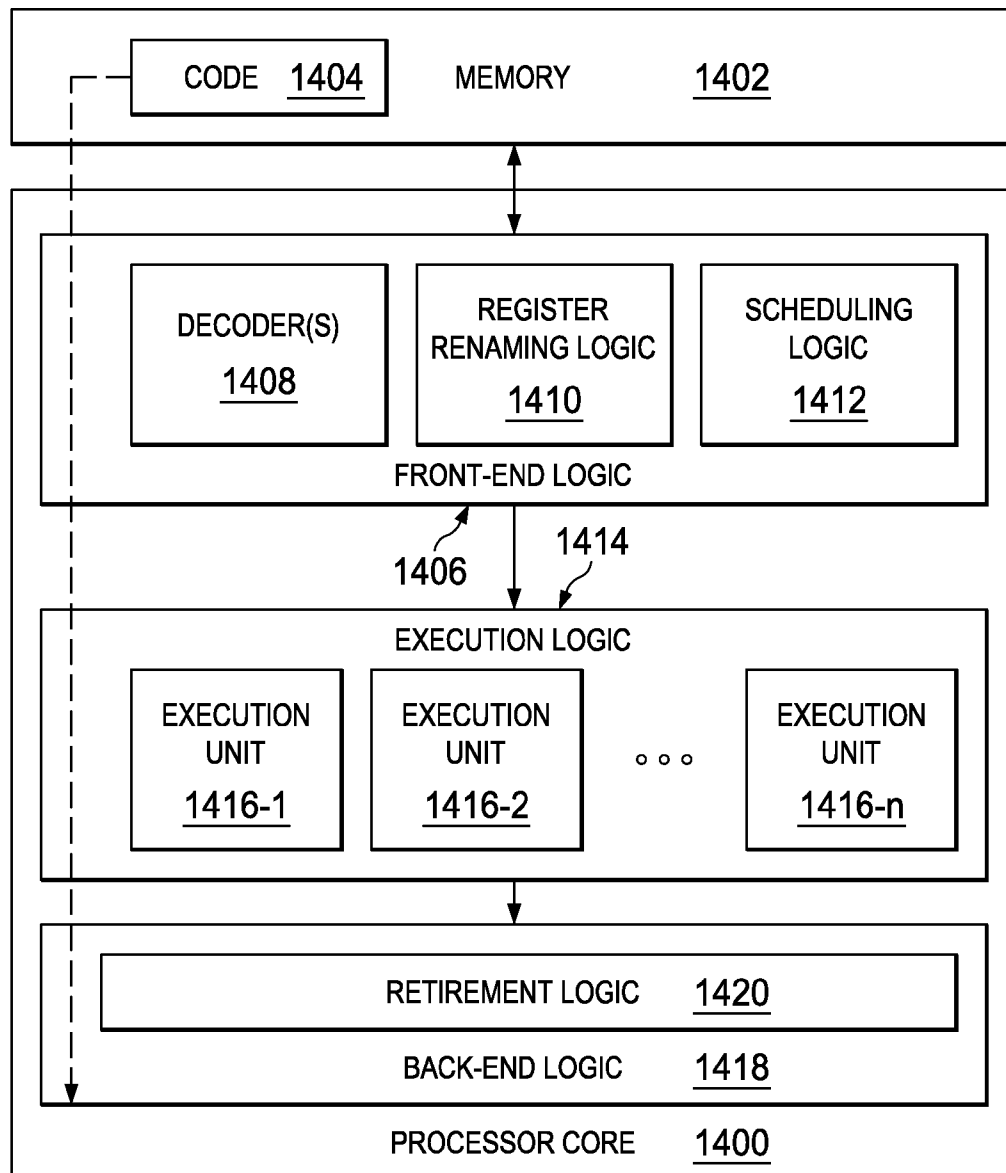 CODE 1404 MEMORY 1402
DECODER(S)
1408
REGISTER
RENAMING LOGIC
1410
SCHEDULING
LOGIC
1412
FRONT-END LOGIC
1406
1414
EXECUTION LOGIC
EXECUTION
UNIT
1416-1
EXECUTION
UNIT
1416-2
EXECUTION
UNIT
1416-n
RETIREMENT LOGIC 1420
BACK-END LOGIC 1418
PROCESSOR CORE 1400